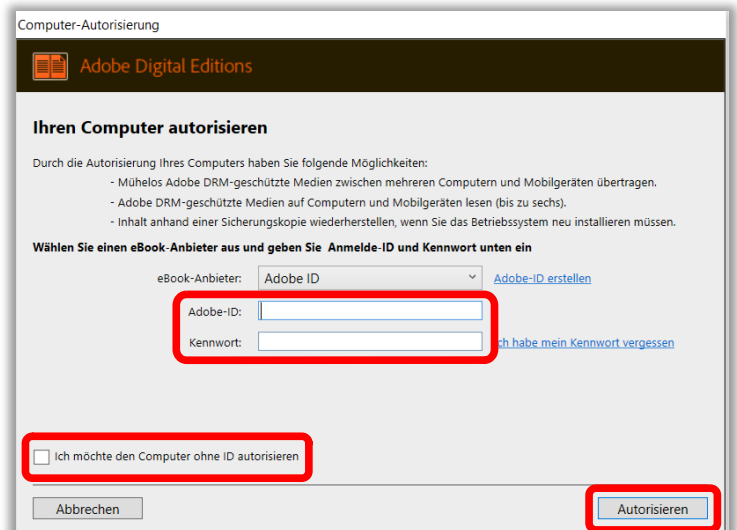 Computer-Autorisierung
Adobe Digital Editions
Ihren Computer autorisieren
Durch die Autorisierung Ihres Computers haben Sie folgende Möglichkeiten:
- Mühelos Adobe DRM-geschützte Medien zwischen mehreren Computern und Mobilgeräten übertragen.
- Adobe DRM-geschützte Medien auf Computern und Mobilgeräten lesen (bis zu sechs).
- Inhalt anhand einer Sicherungskopie wiederherstellen, wenn Sie das Betriebssystem neu installieren müssen.
Wählen Sie einen eBook-Anbieter aus und geben Sie Anmelde-ID und Kennwort unten ein
eBook-Anbieter: Adobe ID Adobe-ID erstellen
Adobe-ID:
Kennwort: ch habe mein Kennwort vergessen
Ich möchte den Computer ohne ID autorisieren
Abbrechen Autorisieren